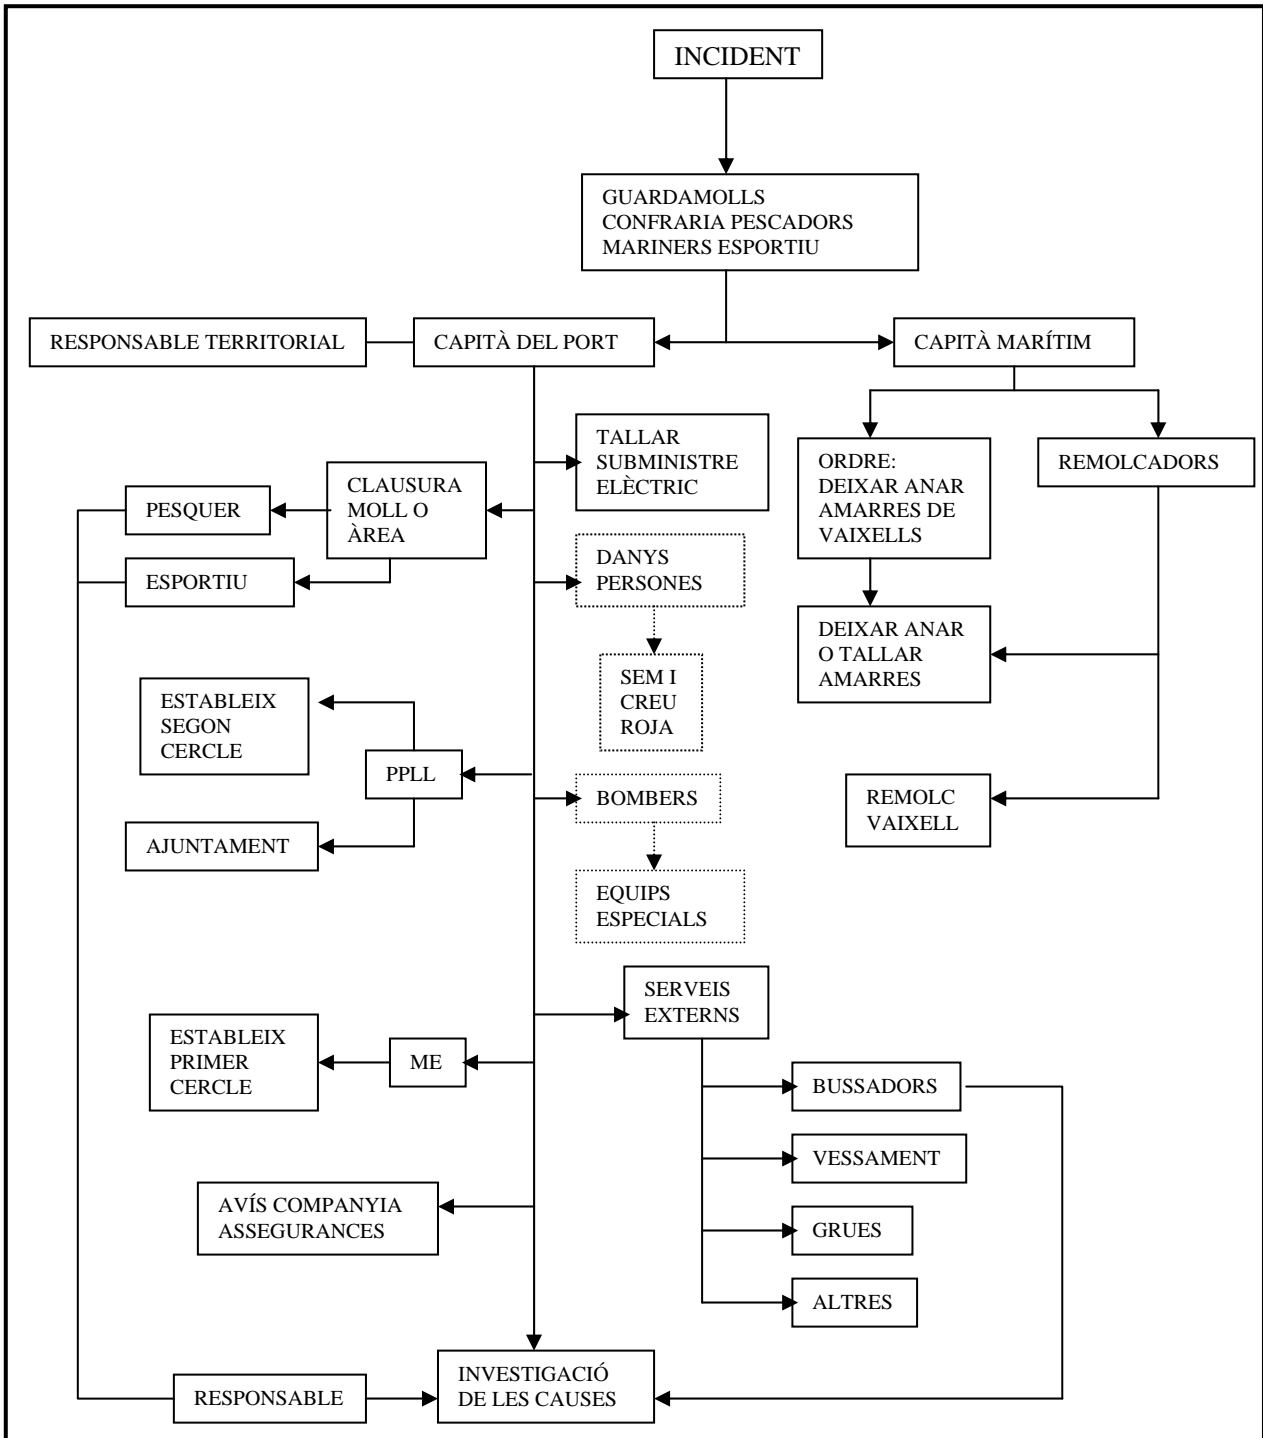 INCIDENT
GUARDAMOLLS
CONFRARIA PESCADORS
MARINERS ESPORTIU
RESPONSABLE TERRITORIAL
CAPITÀ DEL PORT
CAPITÀ MARÍTIM
TALLAR
SUBMINISTRE
ELÈCTRIC
ORDRE:
DEIXAR ANAR
AMARRES DE
VAIXELLS
REMOLCADORS
CLAUSURA
MOLL O
ÀREA
PESQUER
ESPORTIU
DANYS
PERSONES
DEIXAR ANAR
O TALLAR
AMARRES
SEM I
CREU
ROJA
ESTABLEIX
SEGON
CERCLE
PPLL
AJUNTAMENT
BOMBERS
REMOLC
VAIXELL
EQUIPS
ESPECIALS
SERVEIS
EXTERNS
ESTABLEIX
PRIMER
CERCLE
ME
BUSSADORS
VESSAMENT
AVÍS COMPANYIA
ASSEGURANCES
GRUES
ALTRES
RESPONSABLE
INVESTIGACIÓ
DE LES CAUSES